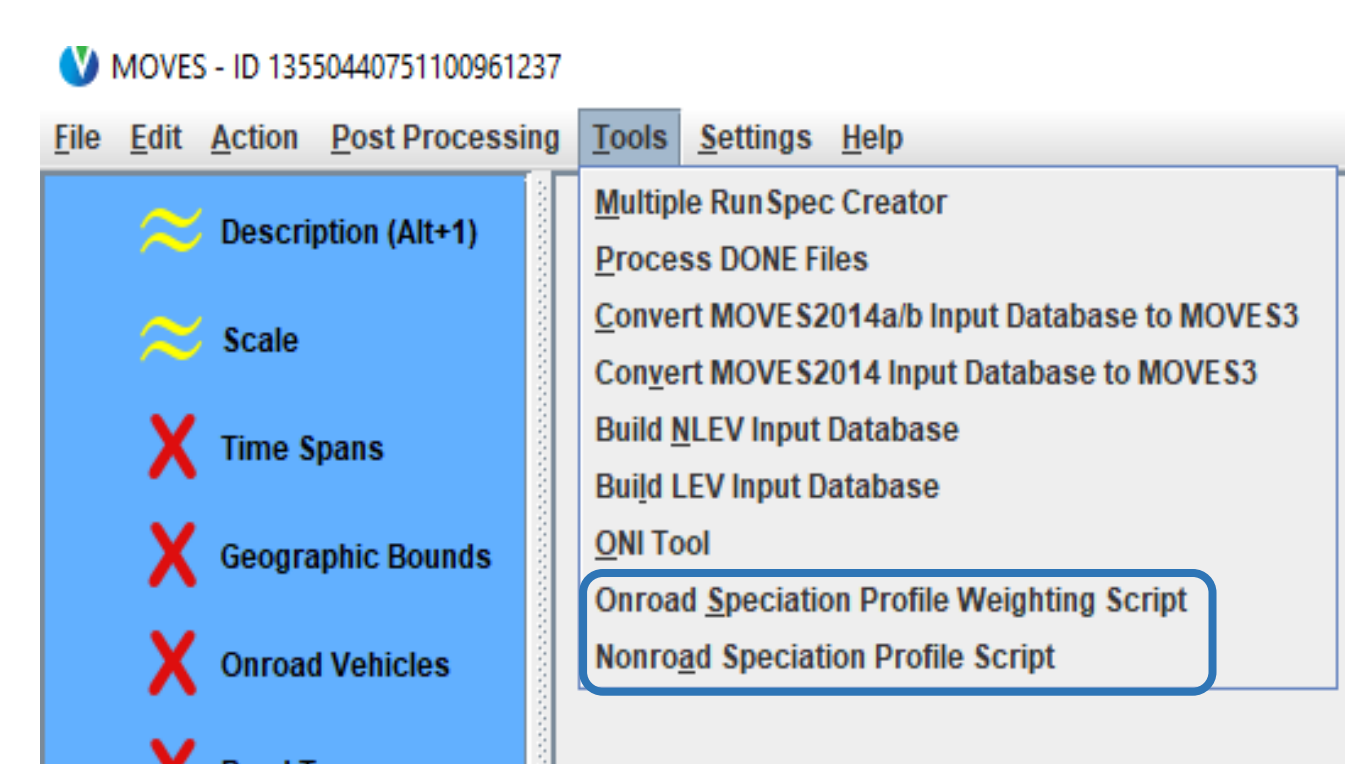 MOVES - ID 13550440751100961237
File Edit Action Post Processing Tools Settings Help
Description (Alt+1)
Scale
Time Spans
Geographic Bounds
Onroad Vehicles
Multiple RunSpec Creator
Process DONE Files
Convert MOVES2014a/b Input Database to MOVES3
Convert MOVES2014 Input Database to MOVES3
Build NLEV Input Database
Build LEV Input Database
ONI Tool
Onroad Speciation Profile Weighting Script
Nonroad Speciation Profile Script